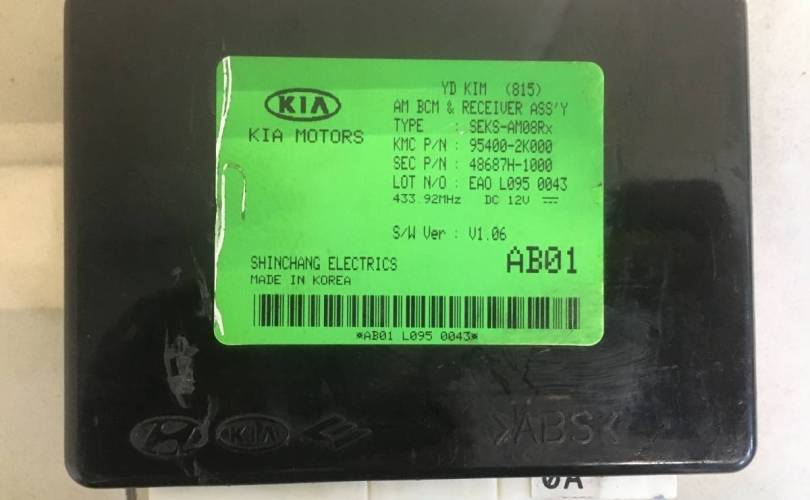 YD KIM (815)
KIA
KIA MOTORS
AM BCM & RECEIVER ASS'Y
TYPE : SEKS-AM08Rx
KMC P/N : 95400-2K000
SEC P/N : 48687H-1000
LOT N/O : EAO L095 0043
433.92MHz DC 12V
S/W Ver : V1.06
SHINCHANG ELECTRICS
MADE IN KOREA
AB01
*AB01 L095 0043*
KIA
>ABS<
0A